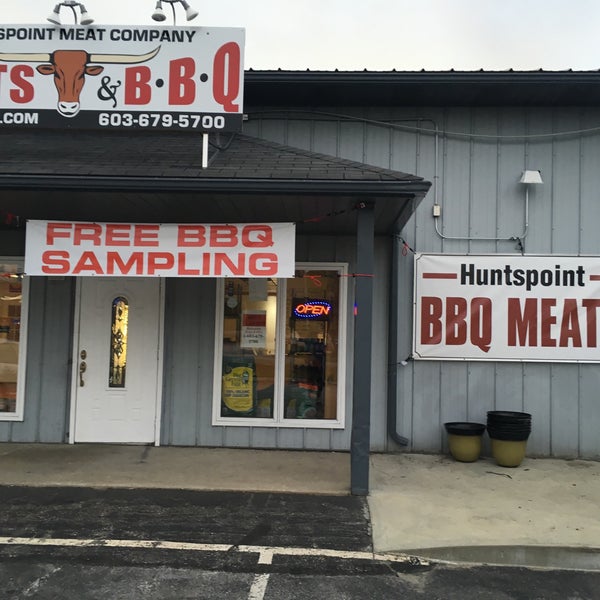 SPOINT MEAT COMPANY
TS & B·B·Q
.COM 603-679-5700
FREE BBQ
SAMPLING
OPEN
Huntspoint
BBQ MEAT